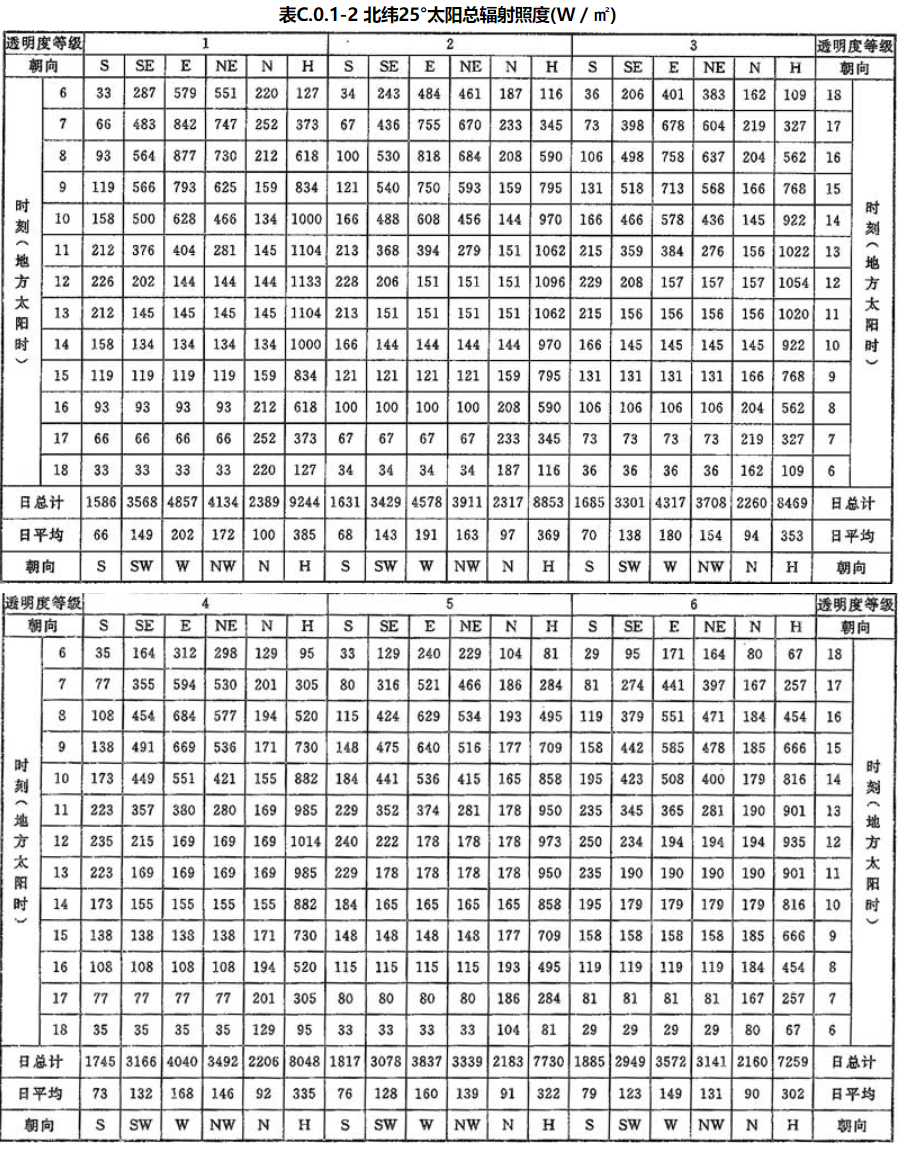 表C.0.1-2 北纬25°太阳总辐射照度(W / ㎡)
透明度等级 1 2 3 透明度等级
朝向 S SE E NE N H S SE E NE N H S SE E NE N H 朝向
时刻（地方太阳时） 时刻（地方太阳时）
6 33 287 579 551 220 127 34 243 484 461 187 116 36 206 401 383 162 109 18
7 66 483 842 747 252 373 67 436 755 670 233 345 73 398 678 604 219 327 17
8 93 564 877 730 212 618 100 530 818 684 208 590 106 498 758 637 204 562 16
9 119 566 793 625 159 834 121 540 750 593 159 795 131 518 713 568 166 768 15
10 158 500 628 466 134 1000 166 488 608 456 144 970 166 466 578 436 145 922 14
11 212 376 404 281 145 1104 213 368 394 279 151 1062 215 359 384 276 156 1022 13
12 226 202 144 144 144 1133 228 206 151 151 151 1096 229 208 157 157 157 1054 12
13 212 145 145 145 145 1104 213 151 151 151 151 1062 215 156 156 156 156 1020 11
14 158 134 134 134 134 1000 166 144 144 144 144 970 166 145 145 145 145 922 10
15 119 119 119 119 159 834 121 121 121 121 159 795 131 131 131 131 166 768 9
16 93 93 93 93 212 618 100 100 100 100 208 590 106 106 106 106 204 562 8
17 66 66 66 66 252 373 67 67 67 67 233 345 73 73 73 73 219 327 7
18 33 33 33 33 220 127 34 34 34 34 187 116 36 36 36 36 162 109 6
日总计 1586 3568 4857 4134 2389 9244 1631 3429 4578 3911 2317 8853 1685 3301 4317 3708 2260 8469 日总计
日平均 66 149 202 172 100 385 68 143 191 163 97 369 70 138 180 154 94 353 日平均
朝向 S SW W NW N H S SW W NW N H S SW W NW N H 朝向
透明度等级 4 5 6 透明度等级
朝向 S SE E NE N H S SE E NE N H S SE E NE N H 朝向
时刻（地方太阳时） 时刻（地方太阳时）
6 35 164 312 298 129 95 33 129 240 229 104 81 29 95 171 164 80 67 18
7 77 355 594 530 201 305 80 316 521 466 186 284 81 274 441 397 167 257 17
8 108 454 684 577 194 520 115 424 629 534 193 495 119 379 551 471 184 454 16
9 138 491 669 536 171 730 148 475 640 516 177 709 158 442 585 478 185 666 15
10 173 449 551 421 155 882 184 441 536 415 165 858 195 423 508 400 179 816 14
11 223 357 380 280 169 985 229 352 374 281 178 950 235 345 365 281 190 901 13
12 235 215 169 169 169 1014 240 222 178 178 178 973 250 234 194 194 194 935 12
13 223 169 169 169 169 985 229 178 178 178 178 950 235 190 190 190 190 901 11
14 173 155 155 155 155 882 184 165 165 165 165 858 195 179 179 179 179 816 10
15 138 138 138 138 171 730 148 148 148 148 177 709 158 158 158 158 185 666 9
16 108 108 108 108 194 520 115 115 115 115 193 495 119 119 119 119 184 454 8
17 77 77 77 77 201 305 80 80 80 80 186 284 81 81 81 81 167 257 7
18 35 35 35 35 129 95 33 33 33 33 104 81 29 29 29 29 80 67 6
日总计 1745 3166 4040 3492 2206 8048 1817 3078 3837 3339 2183 7730 1885 2949 3572 3141 2160 7259 日总计
日平均 73 132 168 146 92 335 76 128 160 139 91 322 79 123 149 131 90 302 日平均
朝向 S SW W NW N H S SW W NW N H S SW W NW N H 朝向